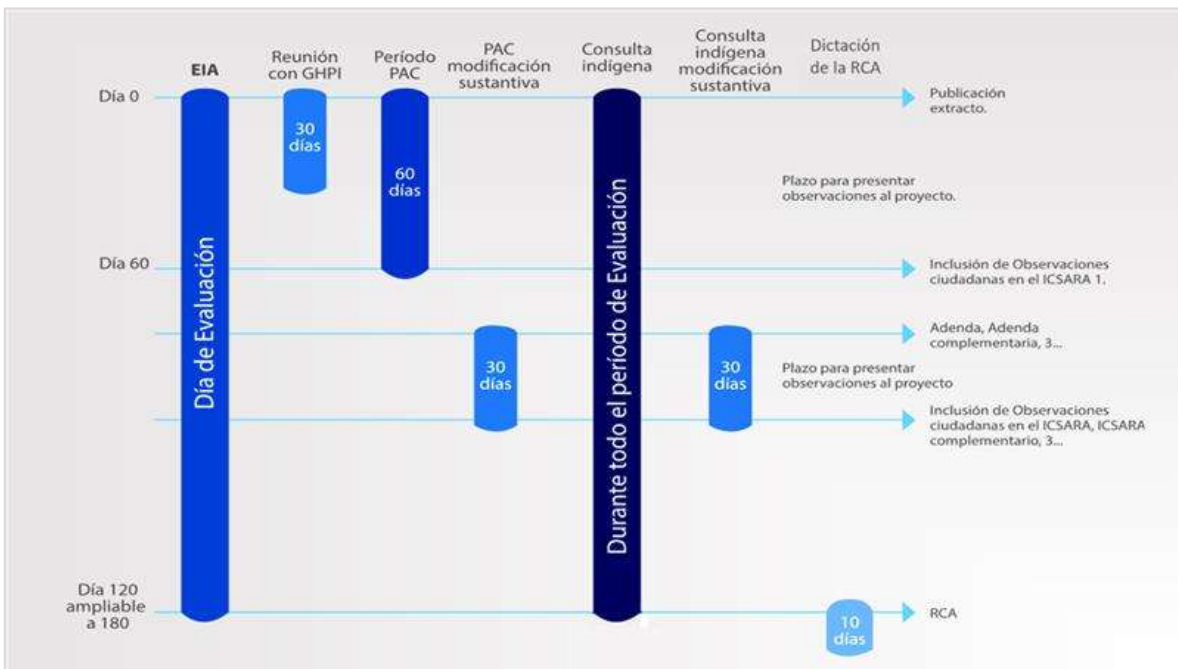 EIA
Reunión
con GHPI
Período
PAC
PAC
modificación
sustantiva
Consulta
indígena
Consulta
indígena
modificación
sustantiva
Dictación
de la RCA
Día 0
Publicación
extracto.
30
días
60
días
Plazo para presentar
observaciones al proyecto.
Día de Evaluación
Durante todo el período de Evaluación
Día 60
Inclusión de Observaciones
ciudadanas en el ICSARA 1.
Adenda, Adenda
complementaria, 3...
30
días
30
días
Plazo para presentar
observaciones al proyecto
Inclusión de Observaciones
ciudadanas en el ICSARA, ICSARA
complementario, 3...
Día 120
ampliable
a 180
RCA
10
días